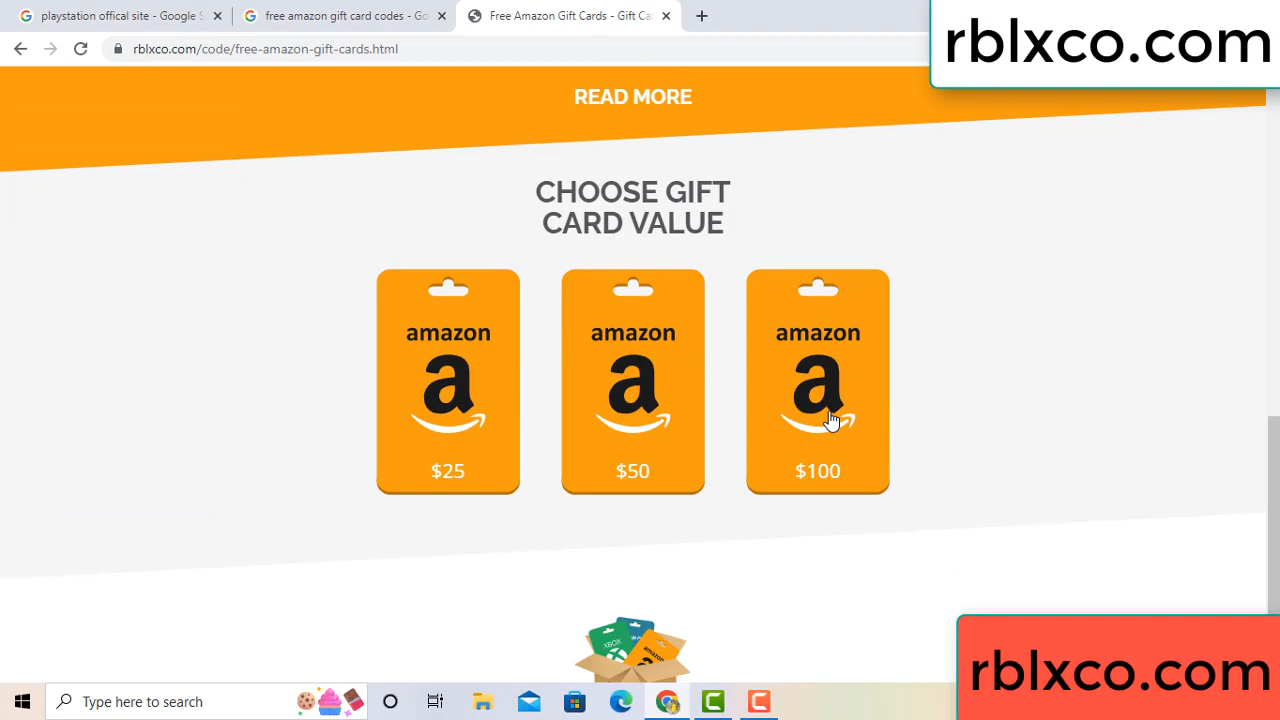 playstation offical site - Google S
free amazon gift card codes - Go
Free Amazon Gift Cards - Gift Ca
rblxco.com/code/free-amazon-gift-cards.html
rblxco.com
READ MORE
CHOOSE GIFT
CARD VALUE
amazon
a
$25
amazon
a
$50
amazon
a
$100
XBOX
amazon
rblxco.com
Type here to search